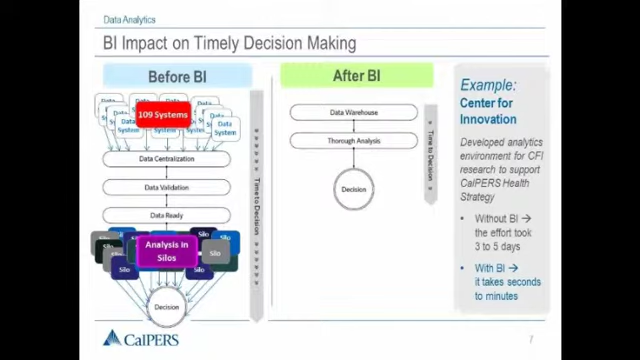 Data Analytics
BI Impact on Timely Decision Making
Before BI
109 Systems
Data
System
Data
System
Data Centralization
Data Validation
Data Ready
Analysis in
Silos
Silo
Silo
Silo
Silo
Silo
Decision
Time to Decision
After BI
Data Warehouse
Thorough Analysis
Decision
Time to Decision
Example:
Center for
Innovation
Developed analytics
environment for CFI
research to support
CalPERS Health
Strategy
• Without BI →
the effort took
3 to 5 days
• With BI →
it takes seconds
to minutes
CalPERS
7